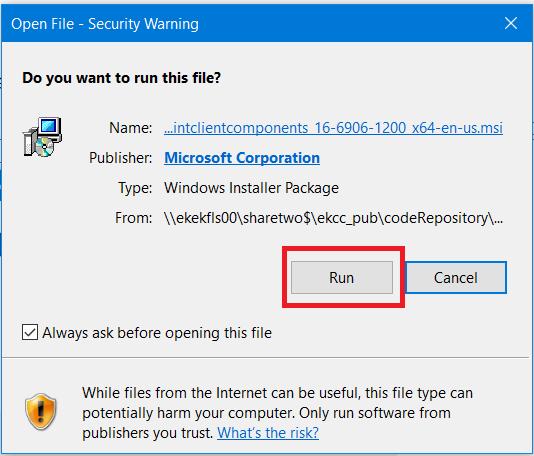 Open File - Security Warning
Do you want to run this file?
Name: ...intclientcomponents_16-6906-1200_x64-en-us.msi
Publisher: Microsoft Corporation
Type: Windows Installer Package
From: \\ekekfls00\sharetwo$\ekcc_pub\codeRepository\...
Run Cancel
Always ask before opening this file
While files from the Internet can be useful, this file type can
potentially harm your computer. Only run software from
publishers you trust. What's the risk?